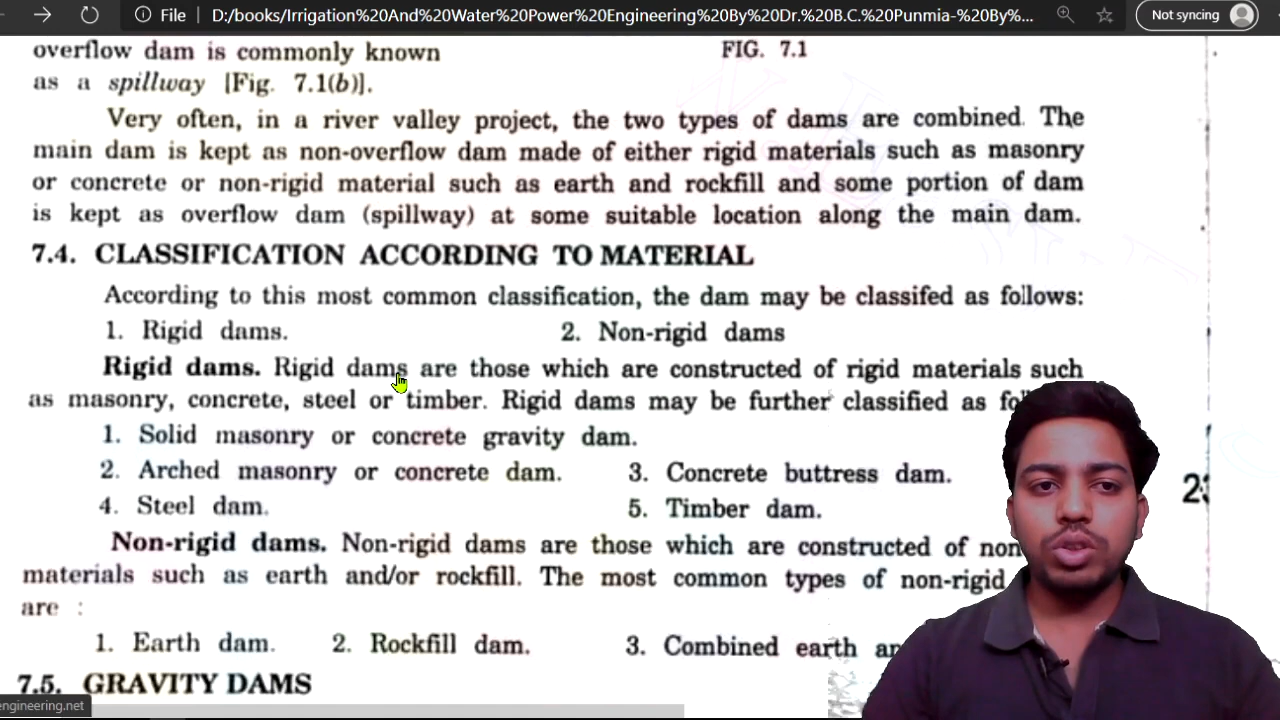 File D:/books/Irrigation%20And%20Water%20Power%20Engineering%20By%20Dr.%20B.C.%20Punmia-%20By%... Not syncing
overflow dam is commonly known FIG. 7.1
as a spillway [Fig. 7.1(b)].
Very often, in a river valley project, the two types of dams are combined. The
main dam is kept as non-overflow dam made of either rigid materials such as masonry
or concrete or non-rigid material such as earth and rockfill and some portion of dam
is kept as overflow dam (spillway) at some suitable location along the main dam.
7.4. CLASSIFICATION ACCORDING TO MATERIAL
According to this most common classification, the dam may be classifed as follows:
1. Rigid dams. 2. Non-rigid dams
Rigid dams. Rigid dams are those which are constructed of rigid materials such
as masonry, concrete, steel or timber. Rigid dams may be further classified as
1. Solid masonry or concrete gravity dam.
2. Arched masonry or concrete dam. 3. Concrete buttress dam.
4. Steel dam. 5. Timber dam.
Non-rigid dams. Non-rigid dams are those which are constructed of non
materials such as earth and/or rockfill. The most common types of non-rigid
are :
1. Earth dam. 2. Rockfill dam. 3. Combined earth
7.5. GRAVITY DAMS
engineering.net